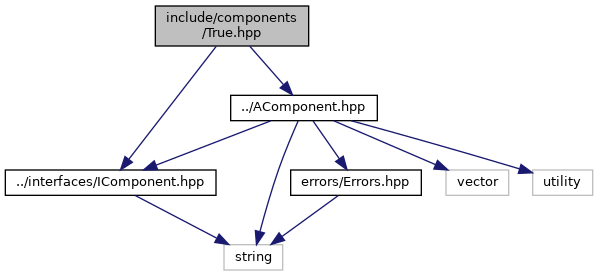 include/components
/True.hpp
../AComponent.hpp
../interfaces/IComponent.hpp
errors/Errors.hpp
vector
utility
string